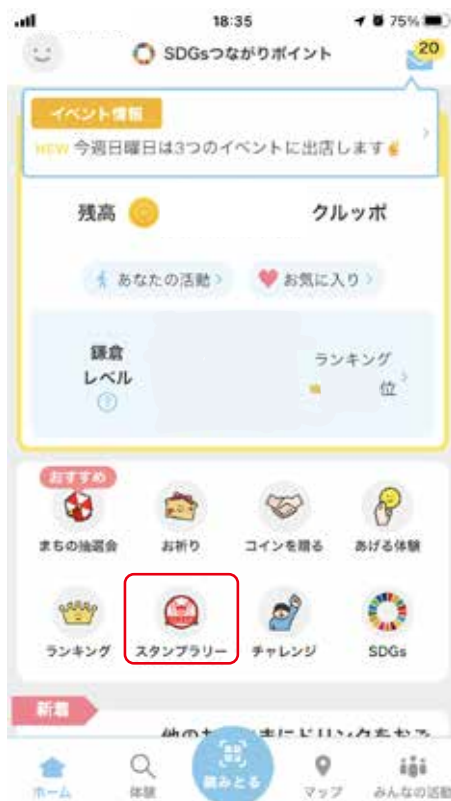 18:35
75%
SDGsつながりポイント
20
イベント情報
NEW 今週日曜日は3つのイベントに出店します
残高
クルッポ
あなたの活動
お気に入り
鎌倉
レベル
ランキング
位
おすすめ
まちの抽選会
お祈り
コインを贈る
あげる体験
ランキング
スタンプラリー
チャレンジ
SDGs
新着
ホーム
体験
読みとる
マップ
みんなの活動